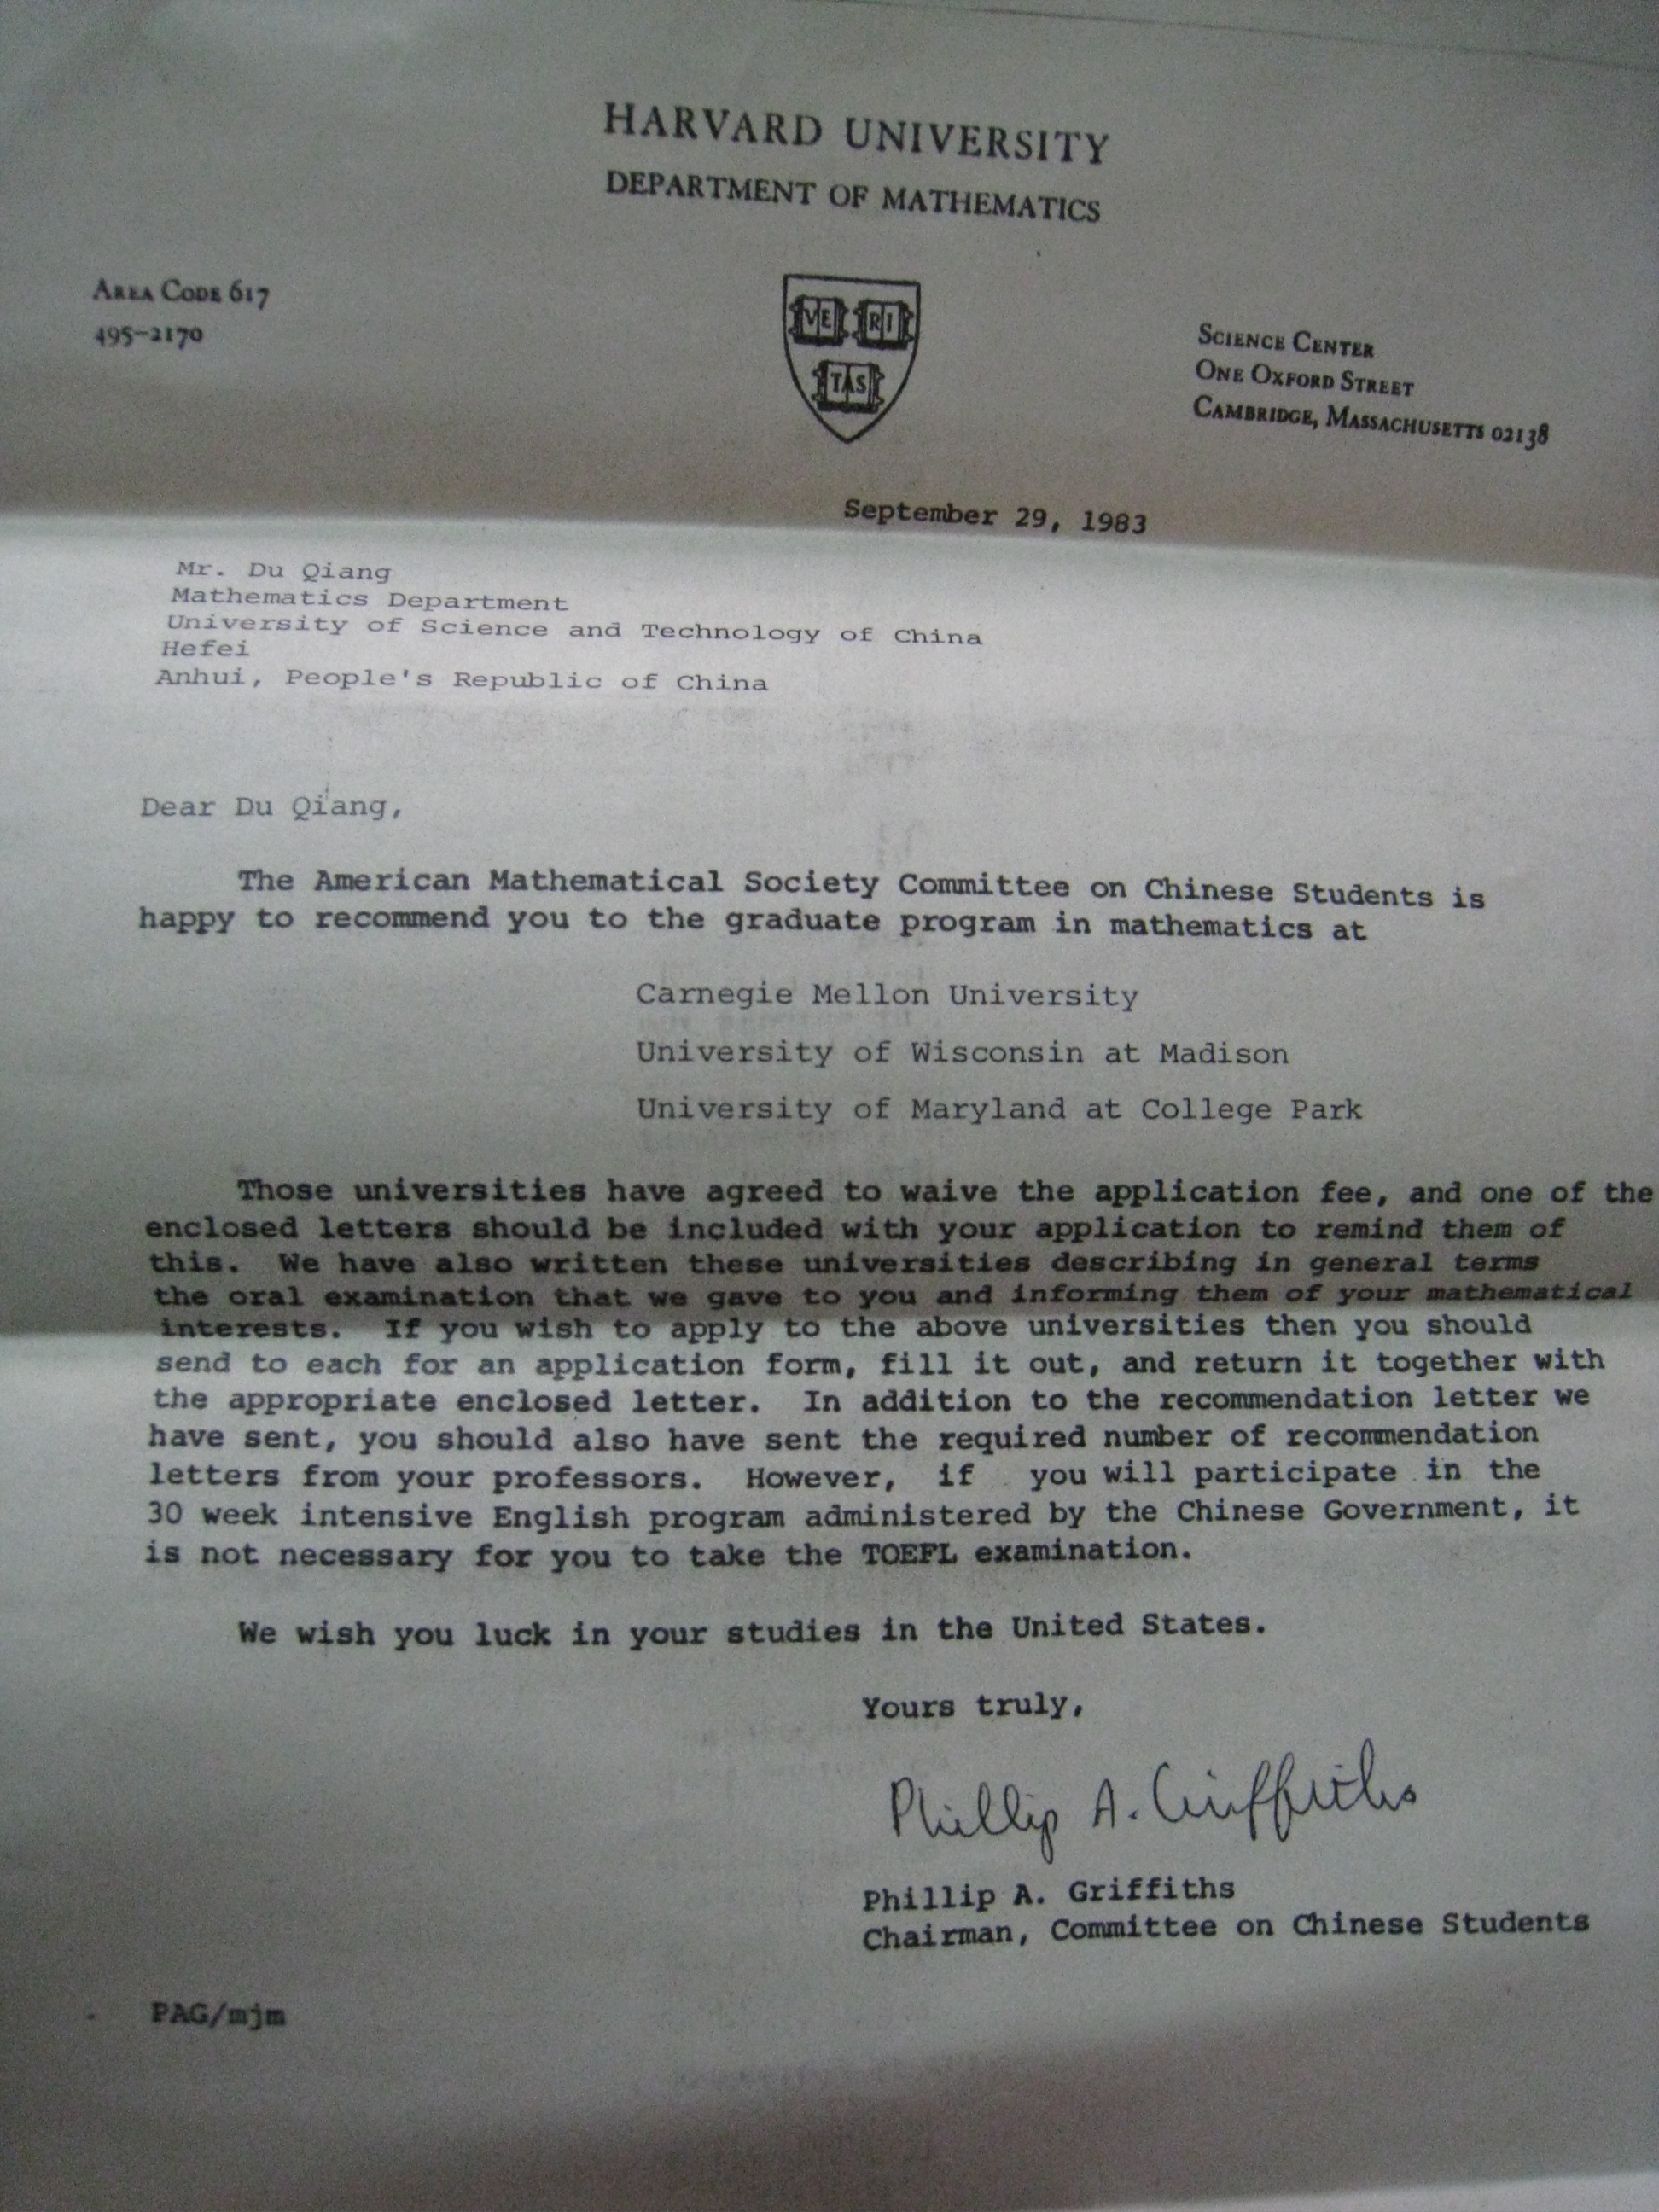 HARVARD UNIVERSITY
DEPARTMENT OF MATHEMATICS
AREA CODE 617
495-2170
VE RI
TAS
SCIENCE CENTER
ONE OXFORD STREET
CAMBRIDGE, MASSACHUSETTS 02138
September 29, 1983
Mr. Du Qiang
Mathematics Department
University of Science and Technology of China
Hefei
Anhui, People's Republic of China
Dear Du Qiang,
The American Mathematical Society Committee on Chinese Students is
happy to recommend you to the graduate program in mathematics at
Carnegie Mellon University
University of Wisconsin at Madison
University of Maryland at College Park
Those universities have agreed to waive the application fee, and one of the
enclosed letters should be included with your application to remind them of
this. We have also written these universities describing in general terms
the oral examination that we gave to you and informing them of your mathematical
interests. If you wish to apply to the above universities then you should
send to each for an application form, fill it out, and return it together with
the appropriate enclosed letter. In addition to the recommendation letter we
have sent, you should also have sent the required number of recommendation
letters from your professors. However, if you will participate in the
30 week intensive English program administered by the Chinese Government, it
is not necessary for you to take the TOEFL examination.
We wish you luck in your studies in the United States.
Yours truly,
Phillip A. Griffiths
Phillip A. Griffiths
Chairman, Committee on Chinese Students
PAG/mjm